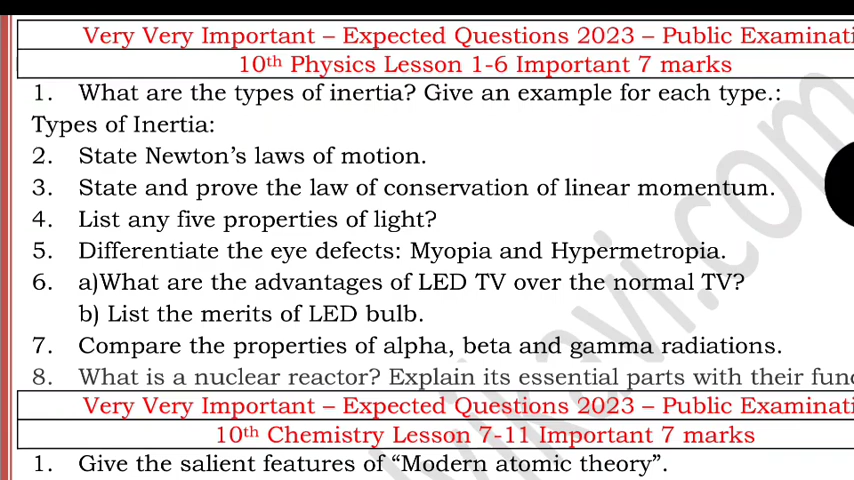 Very Very Important – Expected Questions 2023 – Public Examinati
10th Physics Lesson 1-6 Important 7 marks
1. What are the types of inertia? Give an example for each type.:
Types of Inertia:
2. State Newton's laws of motion.
3. State and prove the law of conservation of linear momentum.
4. List any five properties of light?
5. Differentiate the eye defects: Myopia and Hypermetropia.
6. a)What are the advantages of LED TV over the normal TV?
b) List the merits of LED bulb.
7. Compare the properties of alpha, beta and gamma radiations.
8. What is a nuclear reactor? Explain its essential parts with their func
Very Very Important – Expected Questions 2023 – Public Examinati
10th Chemistry Lesson 7-11 Important 7 marks
1. Give the salient features of “Modern atomic theory”.